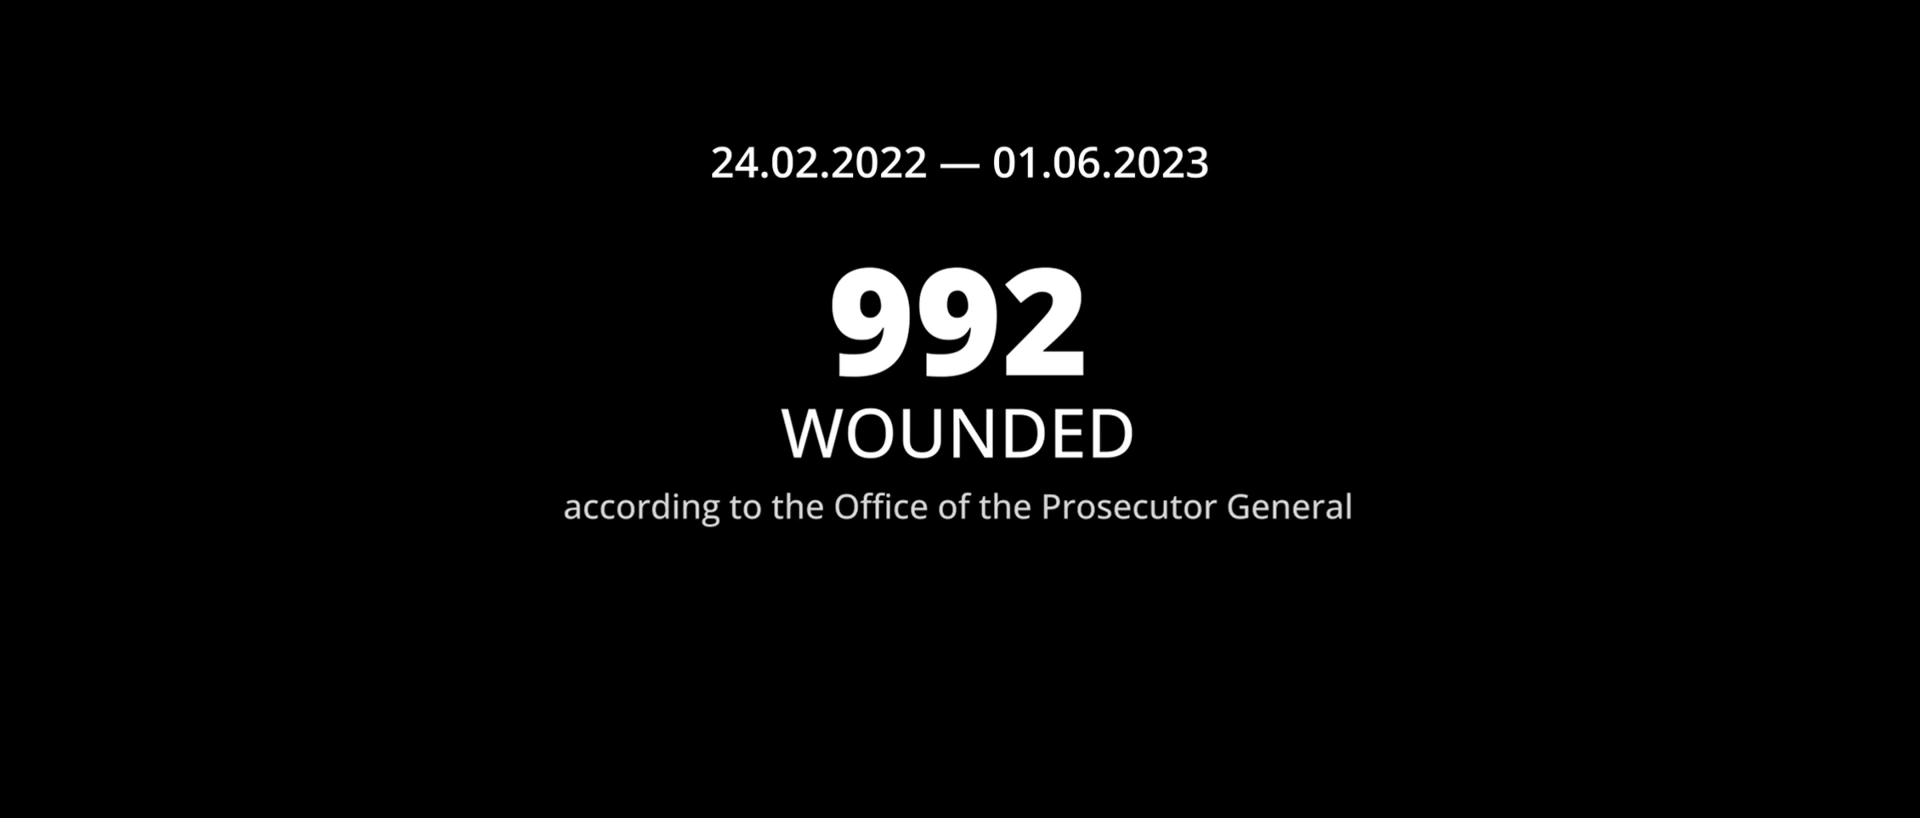 24.02.2022 — 01.06.2023
992
WOUNDED
according to the Office of the Prosecutor General